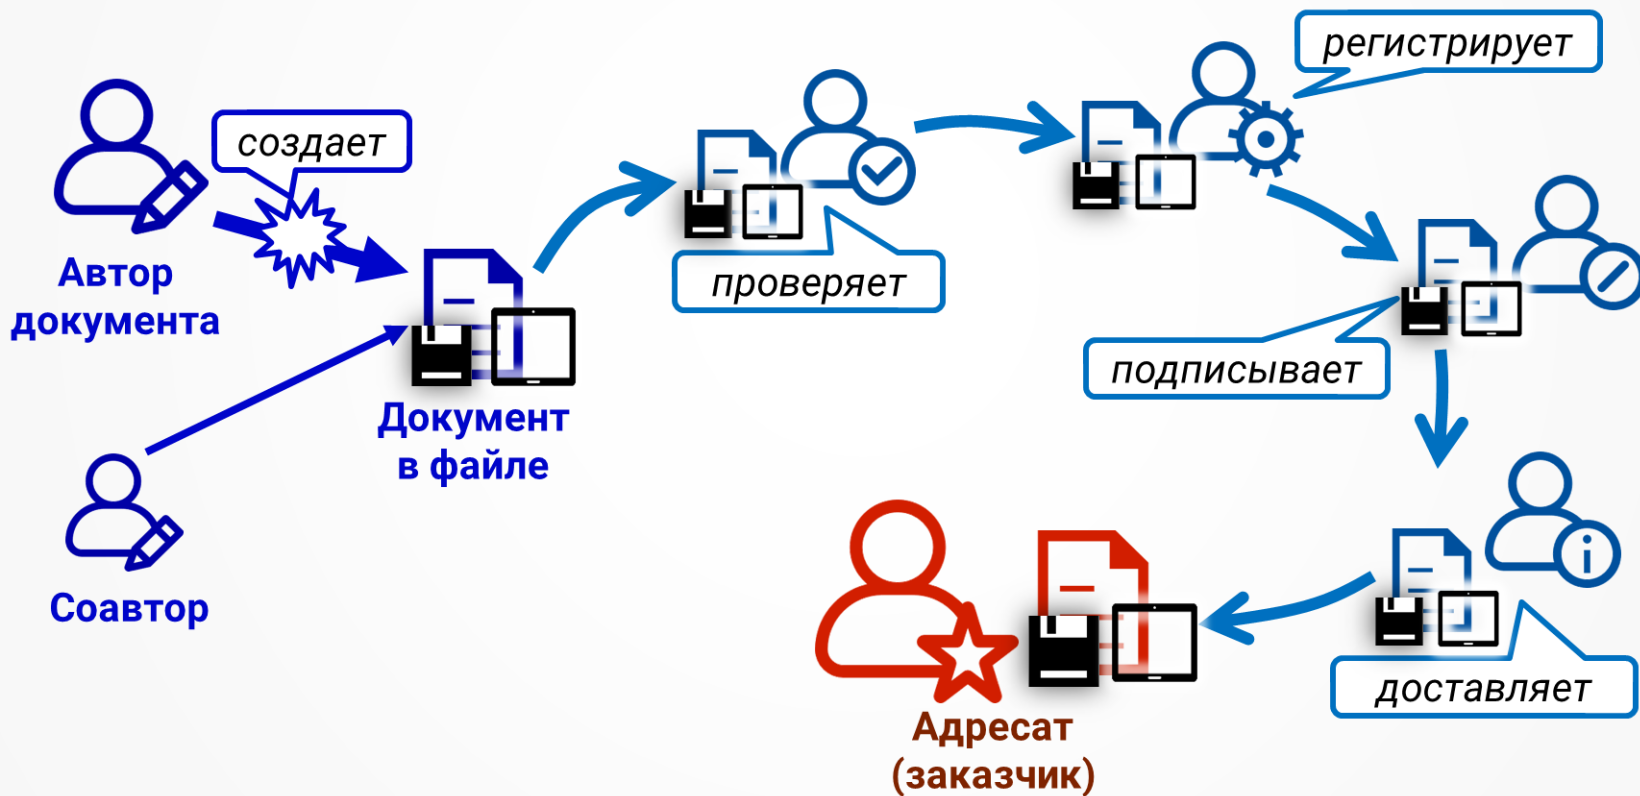 создает
Автор
документа
Документ
в файле
Соавтор
проверяет
регистрирует
подписывает
доставляет
Адресат
(заказчик)